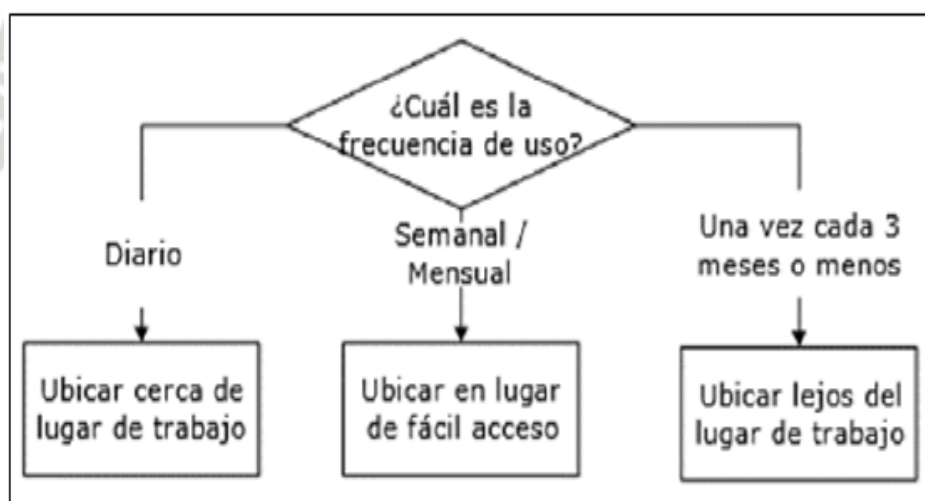 ¿Cuál es la
frecuencia de uso?
Diario
Semanal /
Mensual
Una vez cada 3
meses o menos
Ubicar cerca de
lugar de trabajo
Ubicar en lugar
de fácil acceso
Ubicar lejos del
lugar de trabajo